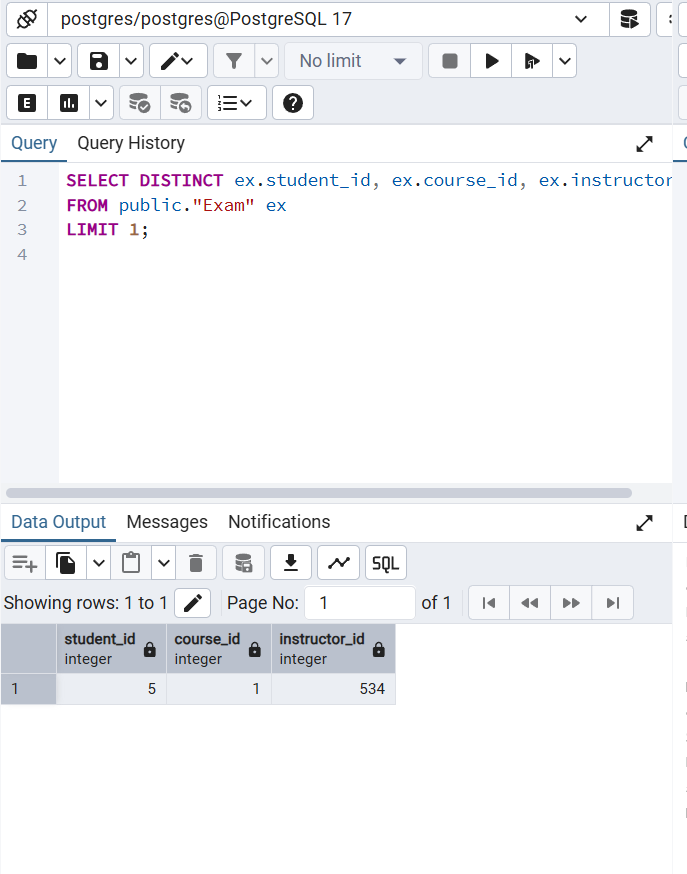 postgres/postgres@PostgreSQL 17
No limit
E
Query Query History
1 SELECT DISTINCT ex.student_id, ex.course_id, ex.instructor
2 FROM public."Exam" ex
3 LIMIT 1;
4
Data Output Messages Notifications
SQL
Showing rows: 1 to 1 Page No: 1 of 1
student_id course_id instructor_id
integer integer integer
1 5 1 534